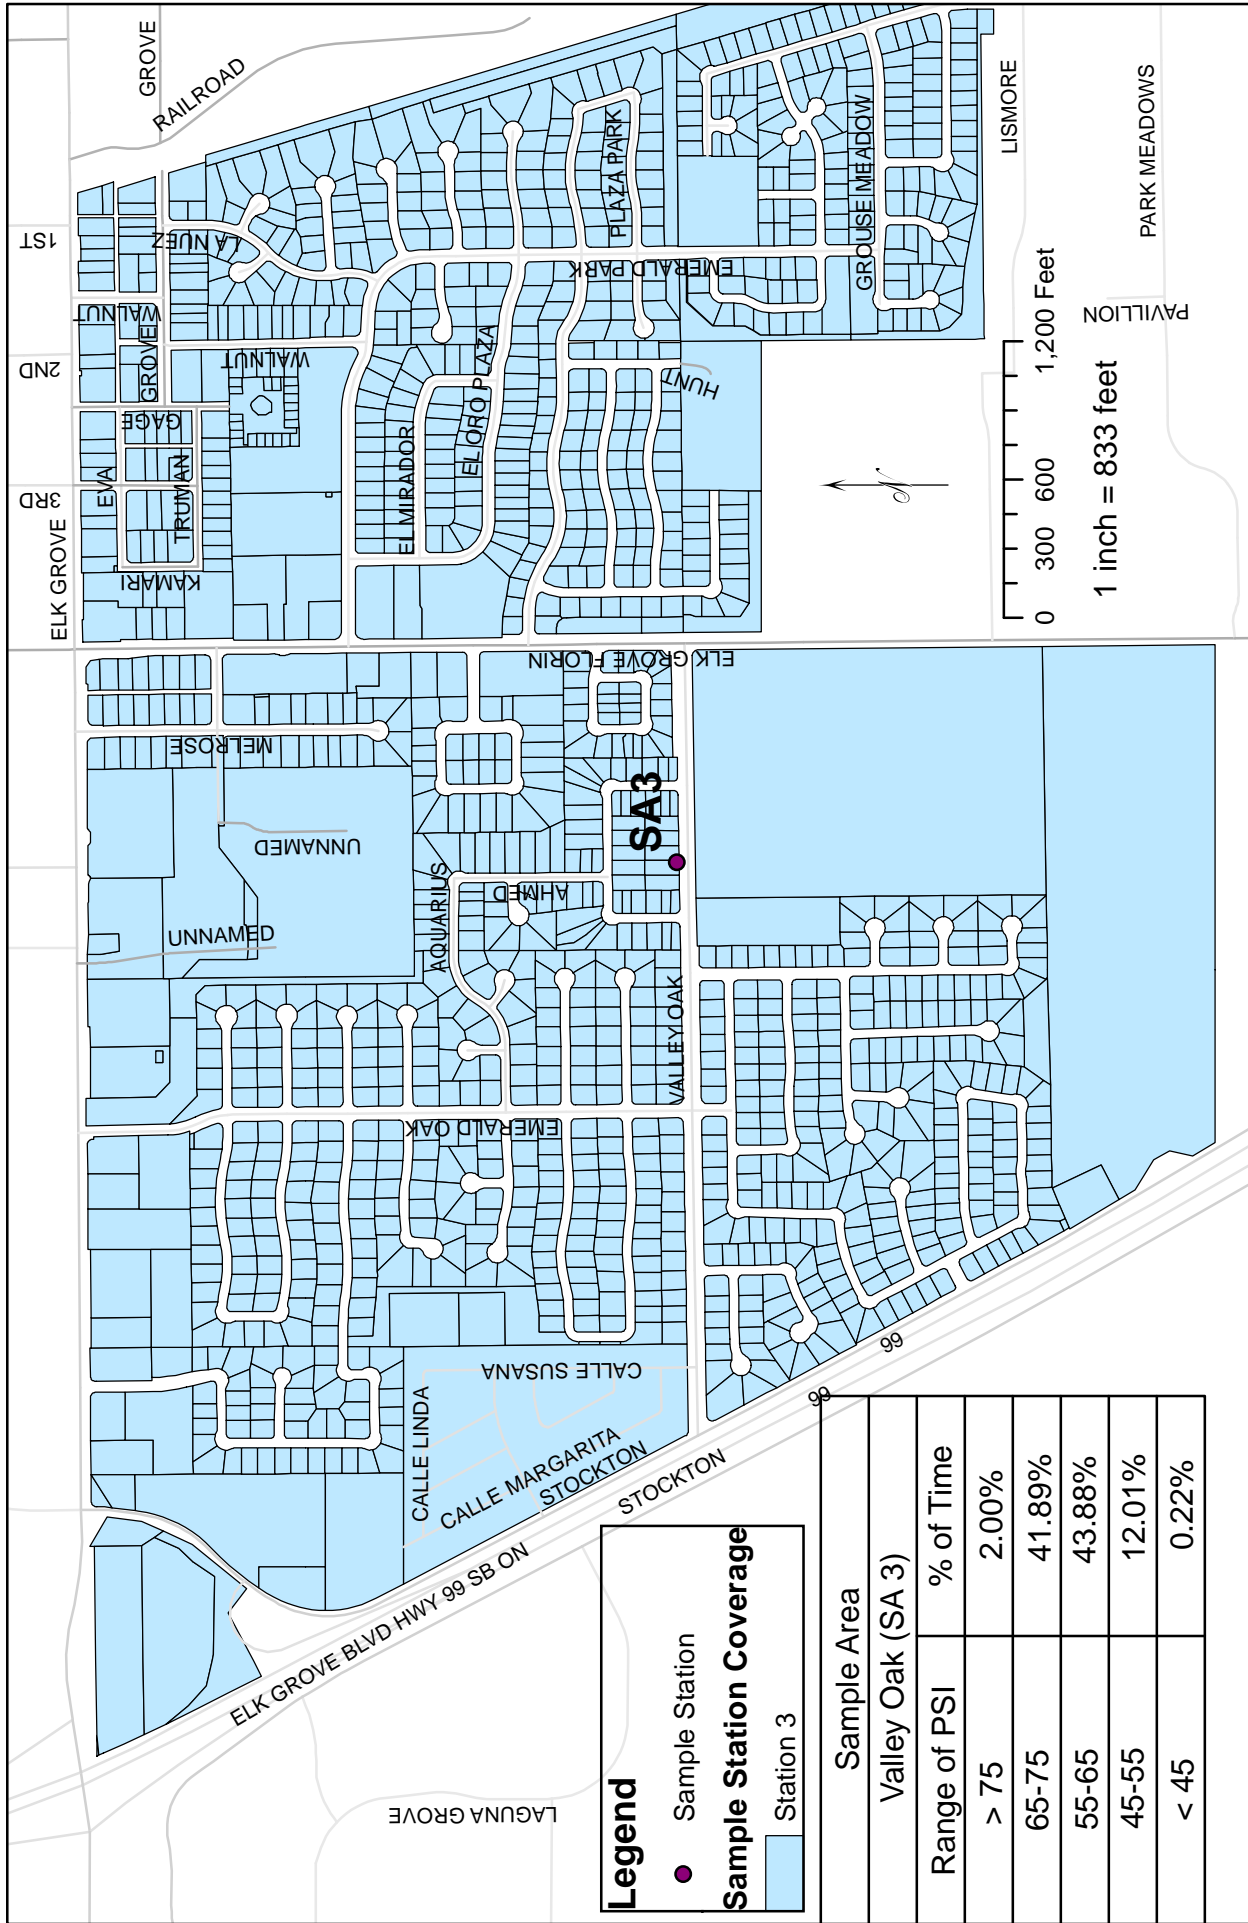 ELK GROVE
GROVE
RAILROAD
1ST
2ND
3RD
LA NUEZ
WALNUT
GROVE
WALNUT
GAGE
EVA
TRUMAN
KAMARI
EL MIRADOR
EL ORO PLAZA
PLAZA PARK
EMERALD PARK
GROUSE MEADOW
HUNT
LISMORE
PARK MEADOWS
PAVILLION
ELK GROVE FLORIN
MELROSE
UNNAMED
UNNAMED
AQUARIUS
AHMED
SA3
VALLEY OAK
EMERALD OAK
CALLE SUSANA
CALLE LINDA
CALLE MARGARITA
STOCKTON
STOCKTON
99
99
ELK GROVE BLVD HWY 99 SB ON
LAGUNA GROVE
N
0 300 600 1,200 Feet
1 inch = 833 feet
Legend
Sample Station
Sample Station Coverage
Station 3
Sample Area
Valley Oak (SA 3)
Range of PSI % of Time
> 75 2.00%
65-75 41.89%
55-65 43.88%
45-55 12.01%
< 45 0.22%